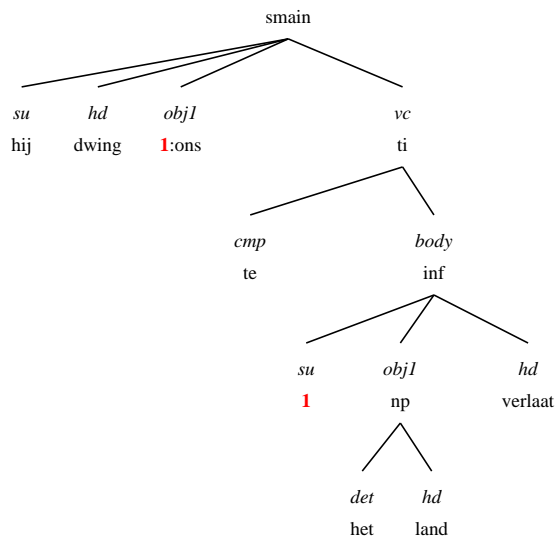 smain
su hd obj1 vc
hij dwing 1:ons ti
cmp body
te inf
su obj1 hd
1 np verlaat
det hd
het land